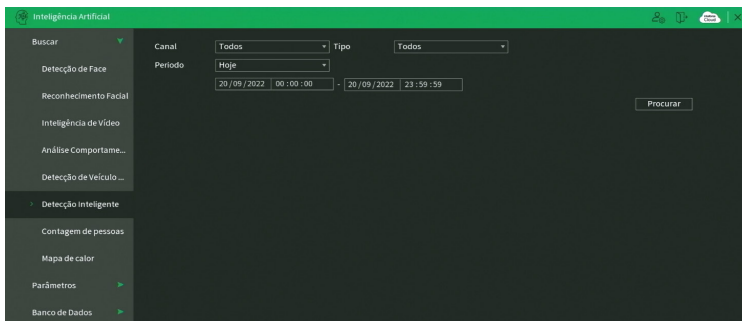 Inteligência Artificial
Cloud
Buscar
Canal Todos Tipo Todos
Detecção de Face
Periodo Hoje
20/09/2022 00:00:00 - 20/09/2022 23:59:59
Reconhecimento Facial
Procurar
Inteligência de Vídeo
Análise Comportame...
Detecção de Veículo ...
Detecção Inteligente
Contagem de pessoas
Mapa de calor
Parâmetros
Banco de Dados